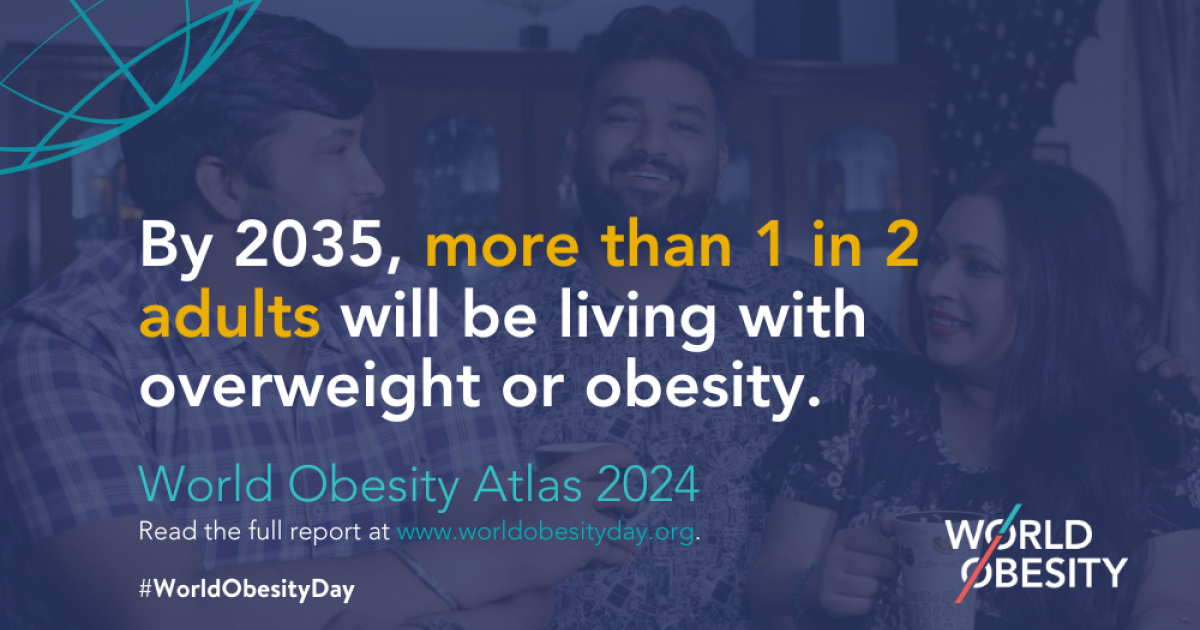 By 2035, more than 1 in 2
adults will be living with
overweight or obesity.
World Obesity Atlas 2024
Read the full report at www.worldobesityday.org.
#WorldObesityDay
WORLD
OBESITY